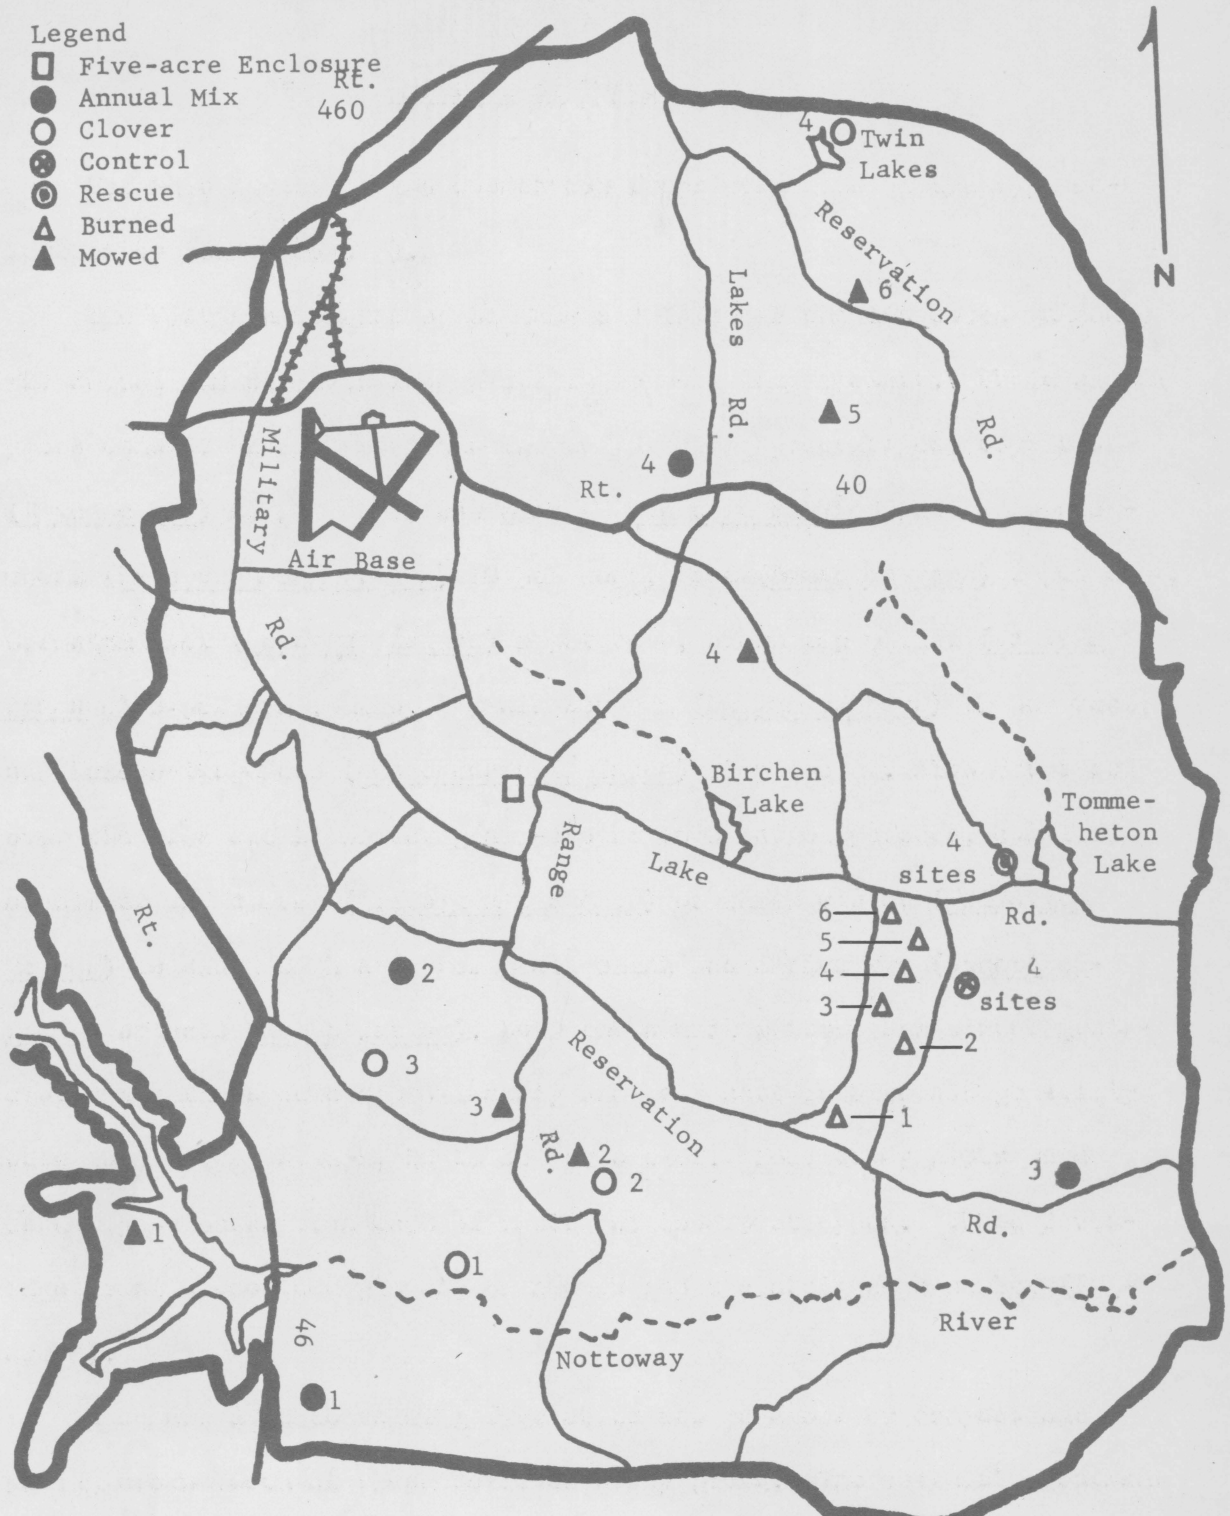 Legend
Five-acre Enclosure
Annual Mix
Clover
Control
Rescue
Burned
Mowed
Rt.
460
4
Twin
Lakes
Reservation
Rd.
6
Lakes Rd.
5
4
Rt.
40
N
Military
Rd.
Air Base
4
Birchen
Lake
Tomme-
heton
Lake
4
sites
Range
Lake
Rd.
Rt.
6
5
4
3
2
1
4
sites
2
3
3
Reservation
Rd.
2
2
3
Rd.
1
1
46
Nottoway
River
1